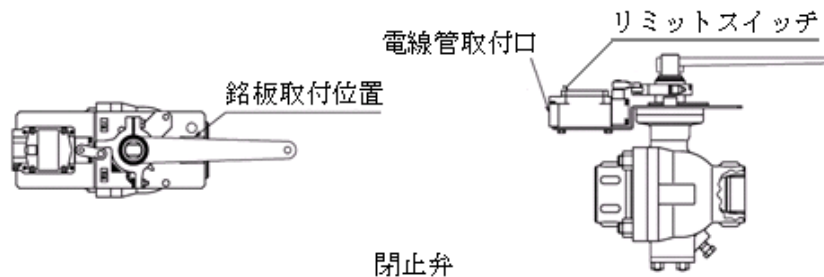 リミットスイッチ
電線管取付口
銘板取付位置
閉止弁